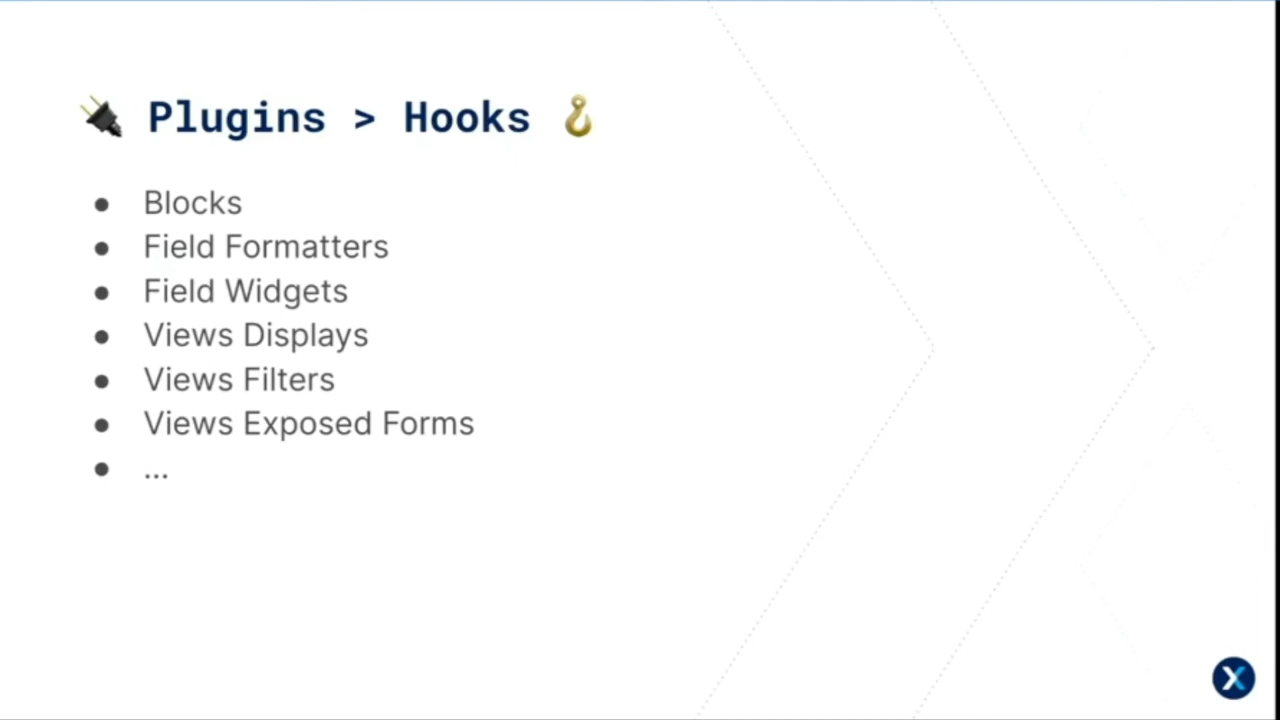 🔌 Plugins > Hooks 🪝
● Blocks
● Field Formatters
● Field Widgets
● Views Displays
● Views Filters
● Views Exposed Forms
● ...
X